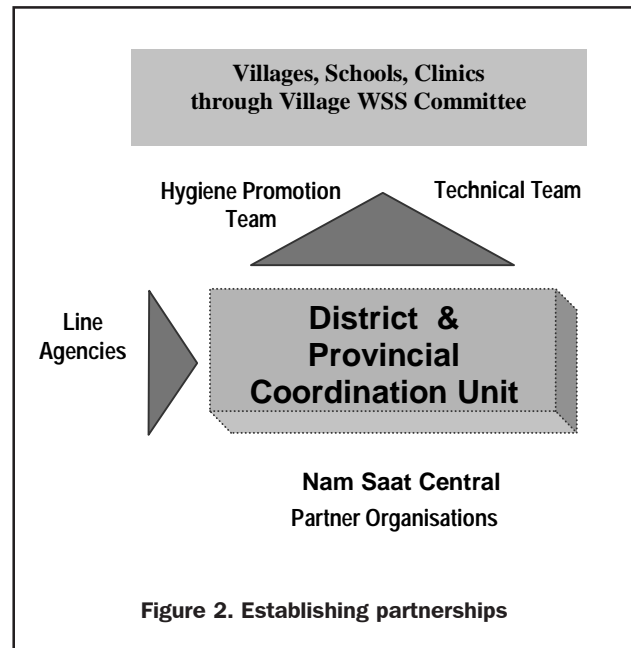 Villages, Schools, Clinics
through Village WSS Committee
Hygiene Promotion
Team
Technical Team
Line
Agencies
District &
Provincial
Coordination Unit
Nam Saat Central
Partner Organisations
Figure 2. Establishing partnerships